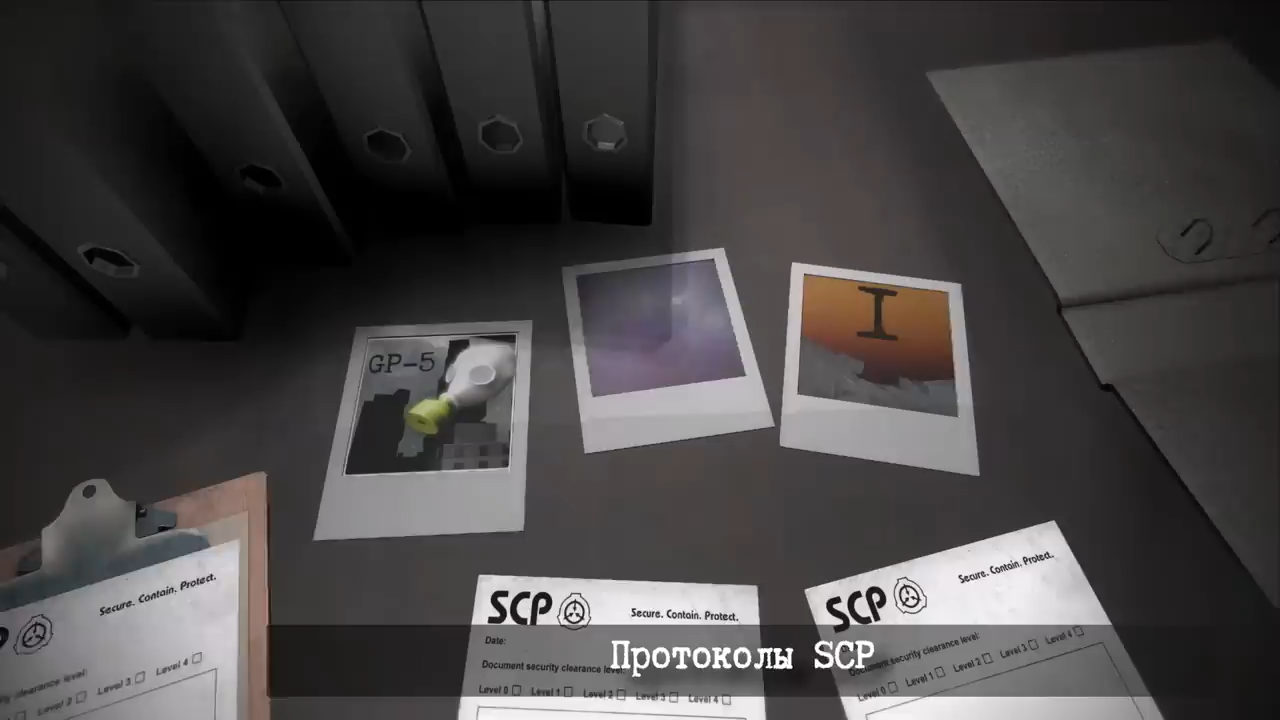 GP-5
I
Secure. Contain. Protect.
Level 3 Level 4
SCP
Secure. Contain. Protect.
Date:
Document security clearance level:
Level 0 Level 1 Level 2 Level 3 Level 4
SCP
Secure. Contain. Protect.
Document security clearance level:
Level 0 Level 1 Level 2 Level 3 Level 4
Протоколы SCP